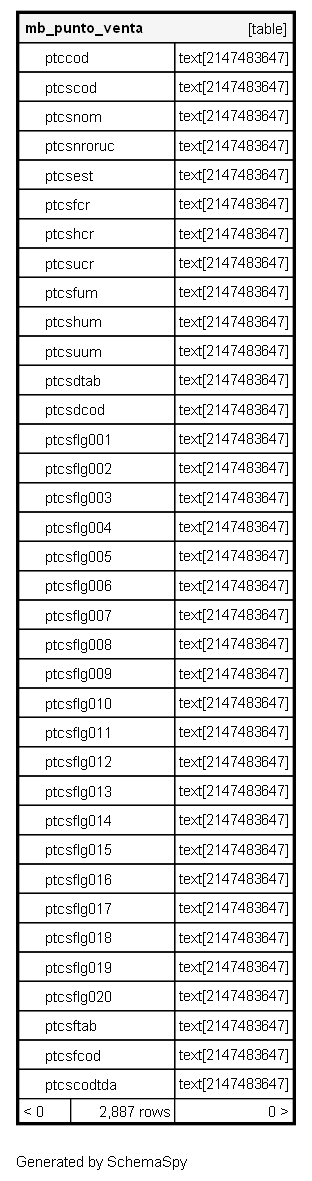 mb_punto_venta [table]
ptccod text[2147483647]
ptcscod text[2147483647]
ptcsnom text[2147483647]
ptcsnroruc text[2147483647]
ptcsest text[2147483647]
ptcsfcr text[2147483647]
ptcshcr text[2147483647]
ptcsucr text[2147483647]
ptcsfum text[2147483647]
ptcshum text[2147483647]
ptcsuum text[2147483647]
ptcsdtab text[2147483647]
ptcsdcod text[2147483647]
ptcsflg001 text[2147483647]
ptcsflg002 text[2147483647]
ptcsflg003 text[2147483647]
ptcsflg004 text[2147483647]
ptcsflg005 text[2147483647]
ptcsflg006 text[2147483647]
ptcsflg007 text[2147483647]
ptcsflg008 text[2147483647]
ptcsflg009 text[2147483647]
ptcsflg010 text[2147483647]
ptcsflg011 text[2147483647]
ptcsflg012 text[2147483647]
ptcsflg013 text[2147483647]
ptcsflg014 text[2147483647]
ptcsflg015 text[2147483647]
ptcsflg016 text[2147483647]
ptcsflg017 text[2147483647]
ptcsflg018 text[2147483647]
ptcsflg019 text[2147483647]
ptcsflg020 text[2147483647]
ptcsftab text[2147483647]
ptcsfcod text[2147483647]
ptcscodtda text[2147483647]
< 0 2,887 rows 0 >
Generated by SchemaSpy